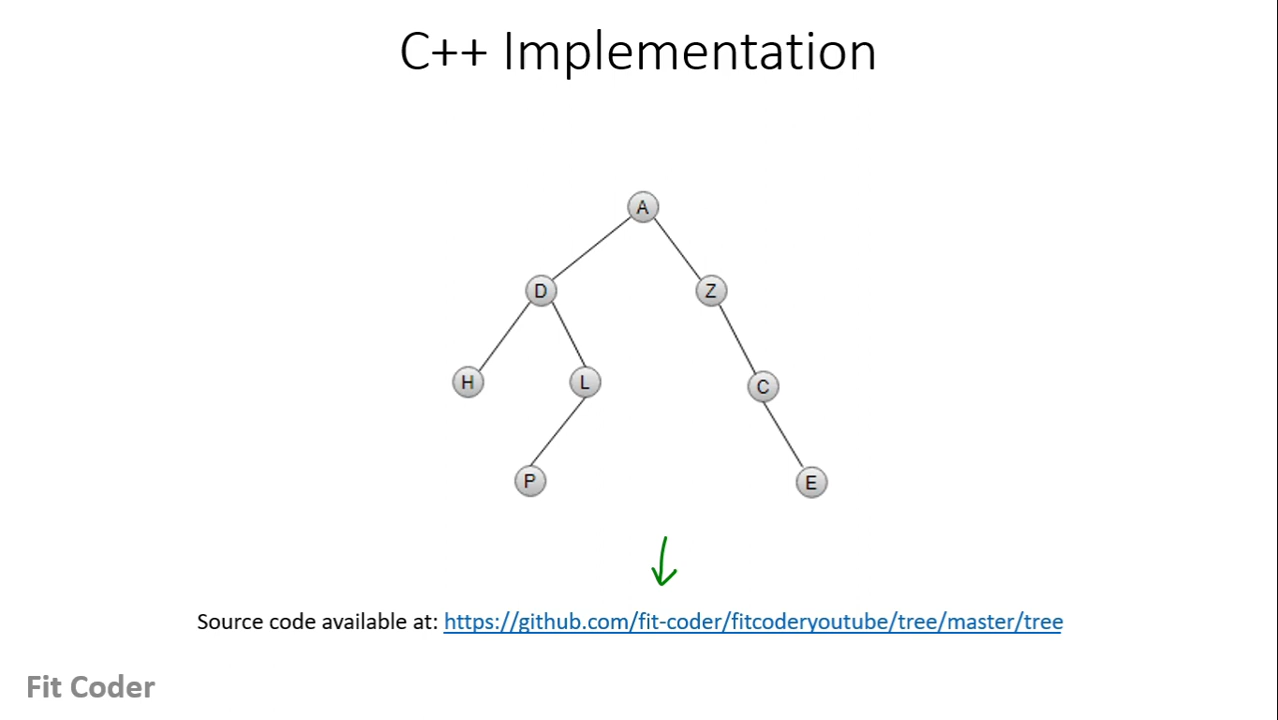 C++ Implementation
A
D Z
H L C
P E
Source code available at: https://github.com/fit-coder/fitcoderyoutube/tree/master/tree
Fit Coder